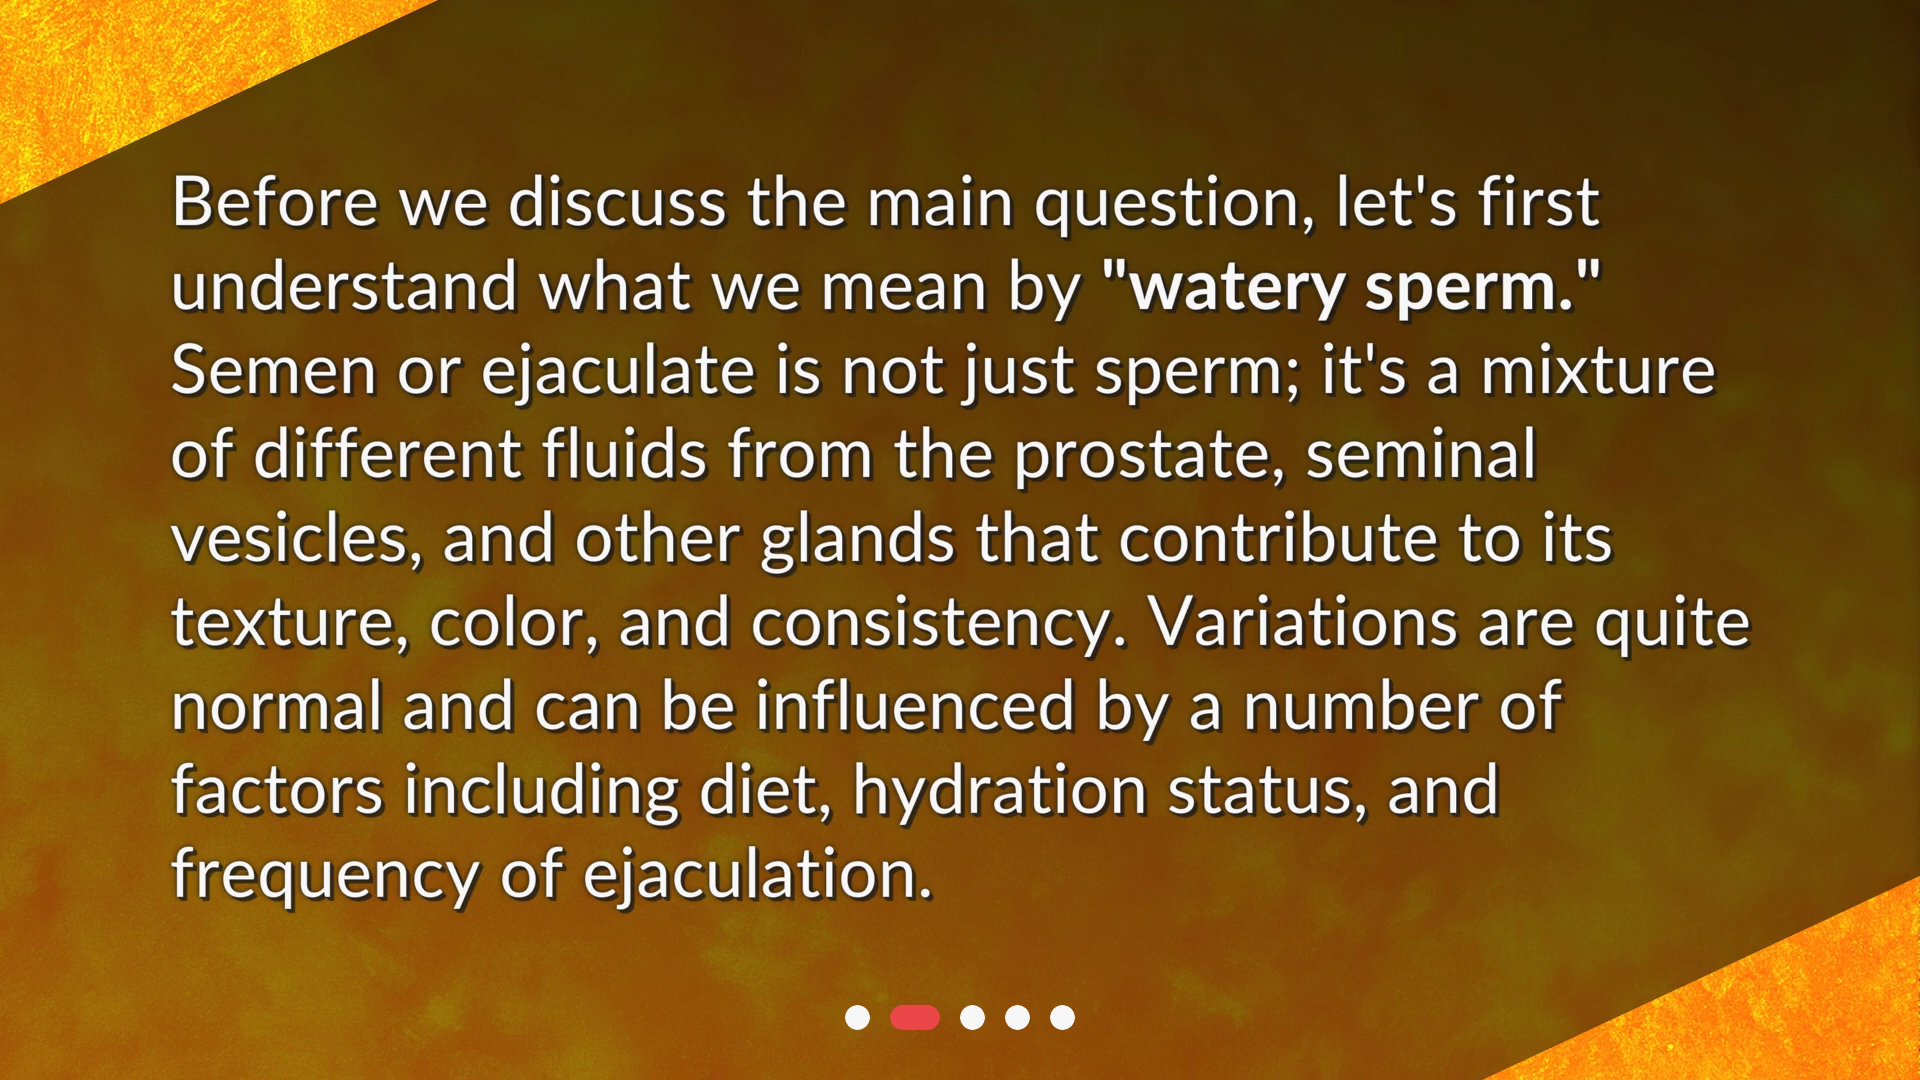 Before we discuss the main question, let's first
understand what we mean by "watery sperm."
Semen or ejaculate is not just sperm; it's a mixture
of different fluids from the prostate, seminal
vesicles, and other glands that contribute to its
texture, color, and consistency. Variations are quite
normal and can be influenced by a number of
factors including diet, hydration status, and
frequency of ejaculation.